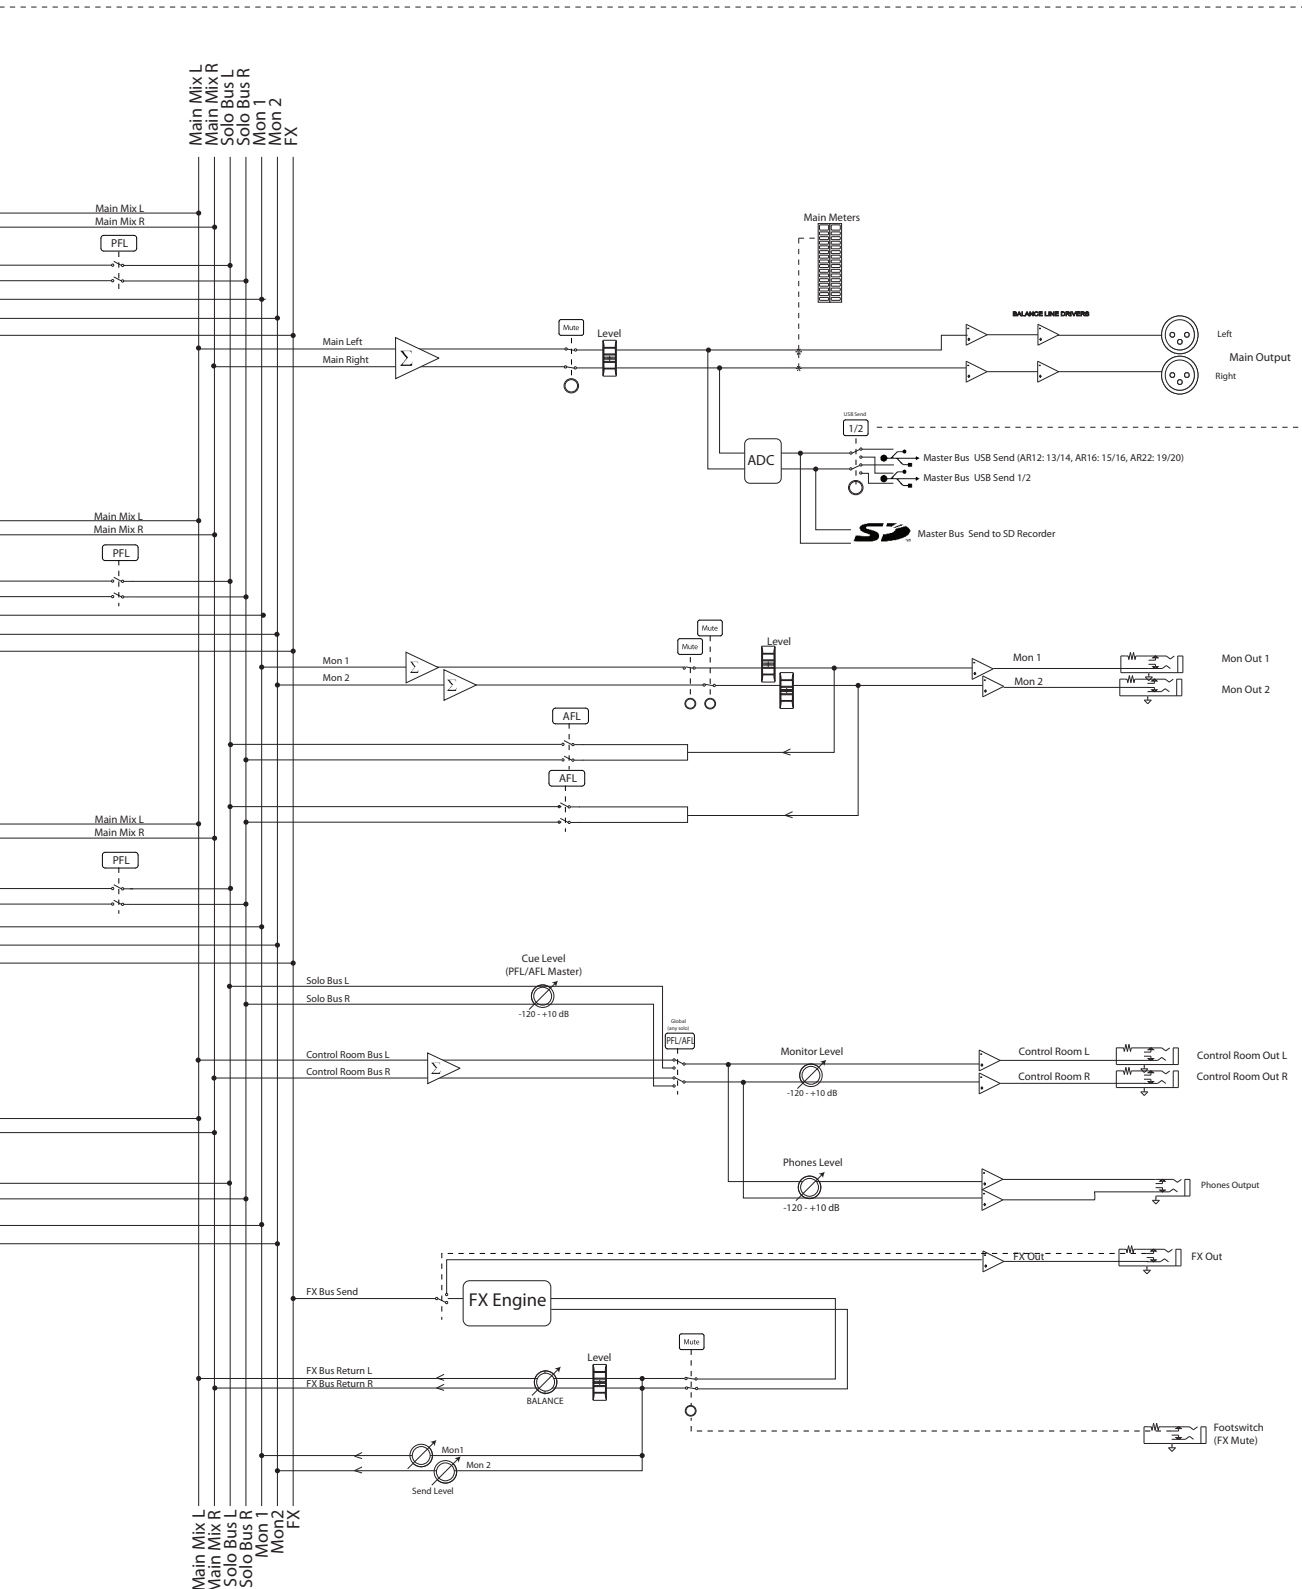 Main Mix L
Main Mix R
Solo Bus L
Solo Bus R
Mon 1
Mon 2
FX
Main Mix L
Main Mix R
PFL
Main Meters
BALANCE LINE DRIVERS
Mute
Level
Main Left
Main Right
Σ
Left
Main Output
Right
USB Send
1/2
ADC
Master Bus USB Send (AR12: 13/14, AR16: 15/16, AR22: 19/20)
Master Bus USB Send 1/2
SD
Master Bus Send to SD Recorder
Main Mix L
Main Mix R
PFL
Mute
Mute
Level
Mon 1
Mon 2
Σ
Σ
Mon 1
Mon 2
Mon Out 1
Mon Out 2
AFL
AFL
Main Mix L
Main Mix R
PFL
Cue Level
(PFL/AFL Master)
-120 - +10 dB
Solo Bus L
Solo Bus R
Global
(any solo)
PFL/AFL
Control Room Bus L
Control Room Bus R
Σ
Monitor Level
-120 - +10 dB
Control Room L
Control Room R
Control Room Out L
Control Room Out R
Phones Level
-120 - +10 dB
Phones Output
FX Out
FX Out
FX Bus Send
FX Engine
Mute
Level
FX Bus Return L
FX Bus Return R
BALANCE
Footswitch
(FX Mute)
Mon1
Mon 2
Send Level
Main Mix L
Main Mix R
Solo Bus L
Solo Bus R
Mon 1
Mon2
FX